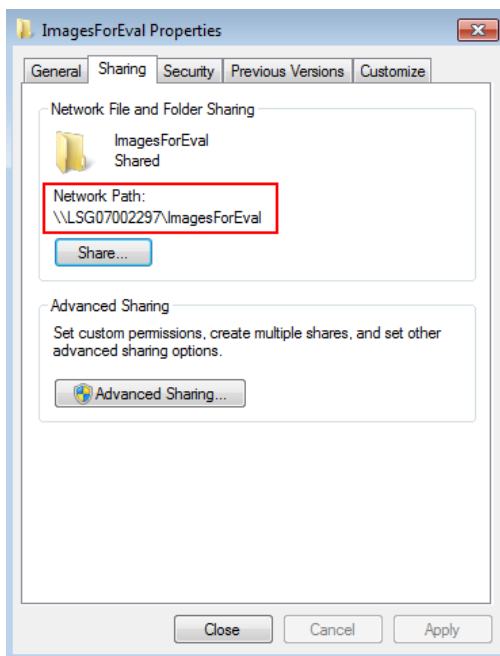 ImagesForEval Properties
General Sharing Security Previous Versions Customize
Network File and Folder Sharing
ImagesForEval
Shared
Network Path:
\\LSG07002297\ImagesForEval
Share...
Advanced Sharing
Set custom permissions, create multiple shares, and set other
advanced sharing options.
Advanced Sharing...
Close Cancel Apply